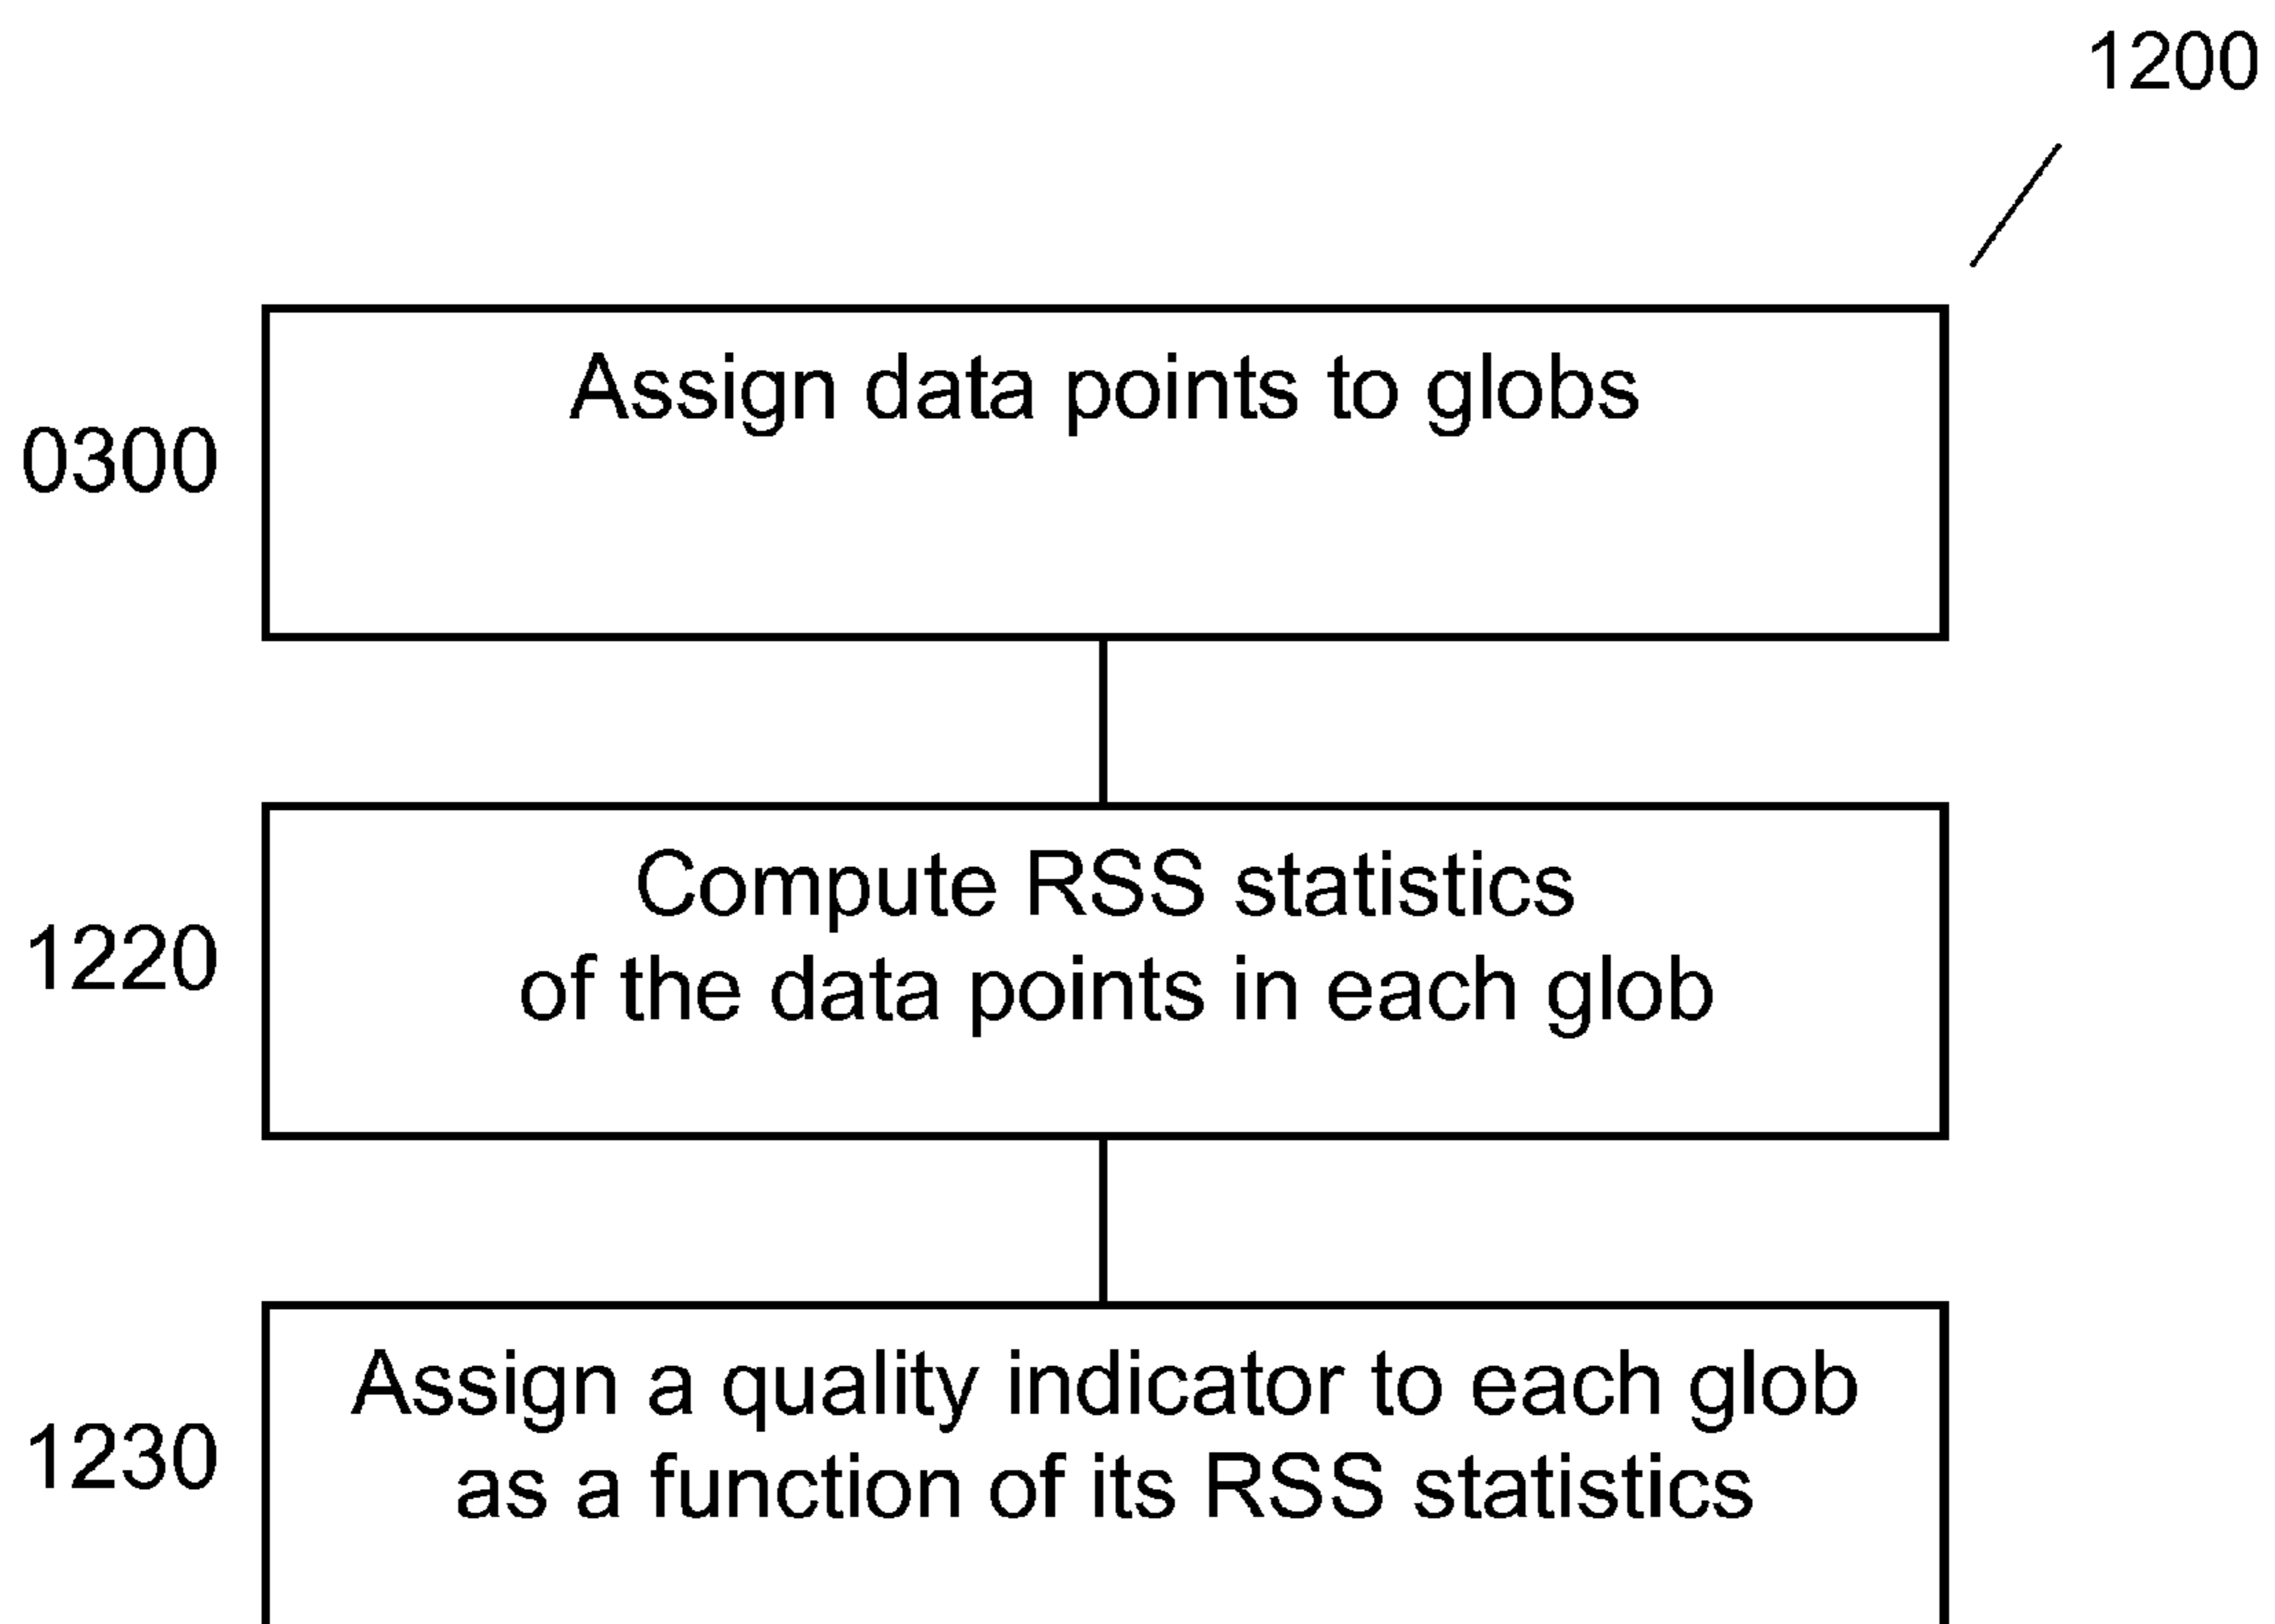 1200
0300
Assign data points to globs
1220
Compute RSS statistics
of the data points in each glob
1230
Assign a quality indicator to each glob
as a function of its RSS statistics